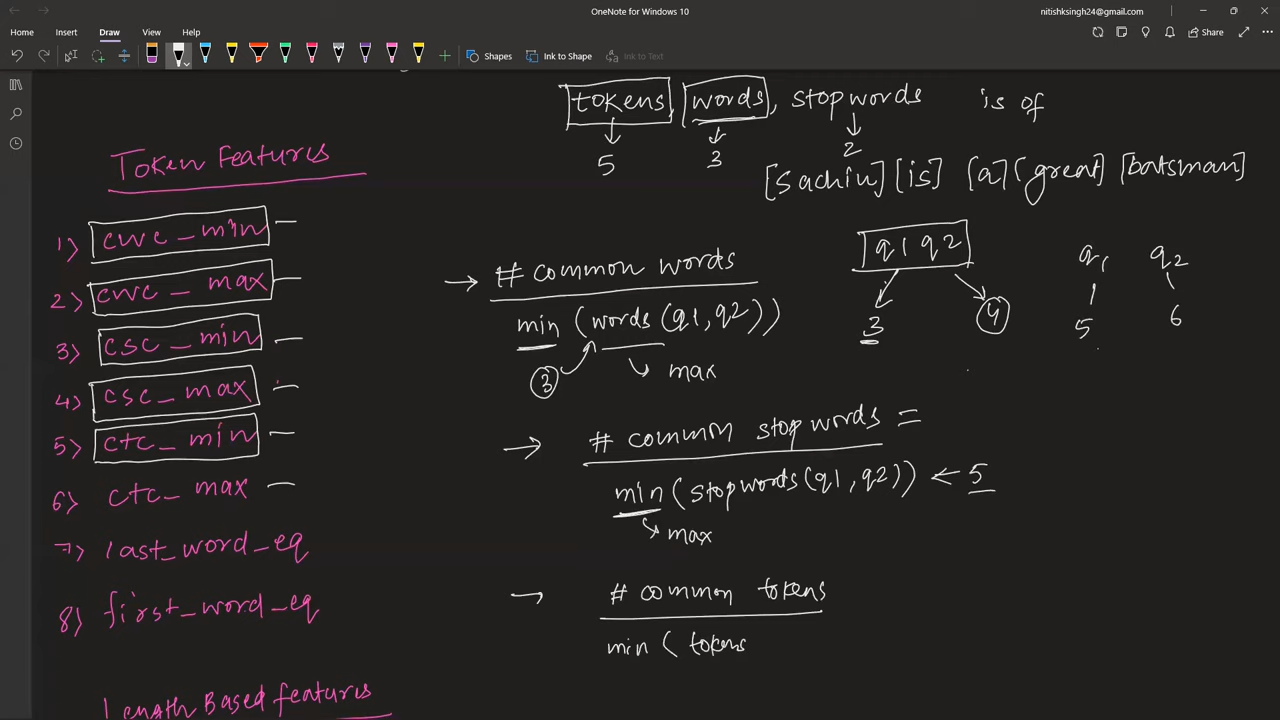 OneNote for Windows 10
nitishksingh24@gmail.com
Home Insert Draw View Help
Share
Shapes
Ink to Shape
Ink to Text
tokens, words, stopwords is of
5 3 2
[Sachin] [is] [a] [great] [batsman]
Token Features
1) cwc_min —
2) cwc_max —
3) csc_min —
4) csc_max —
5) ctc_min —
6) ctc_max —
7) last_word_eq
8) first_word_eq
Length Based features
→ # common words
min (words (q1, q2))
3
max
q1 q2
3 4
q1 q2
5 6
→ # common stopwords =
min (stopwords (q1, q2)) ← 5
max
→ # common tokens
min ( tokens